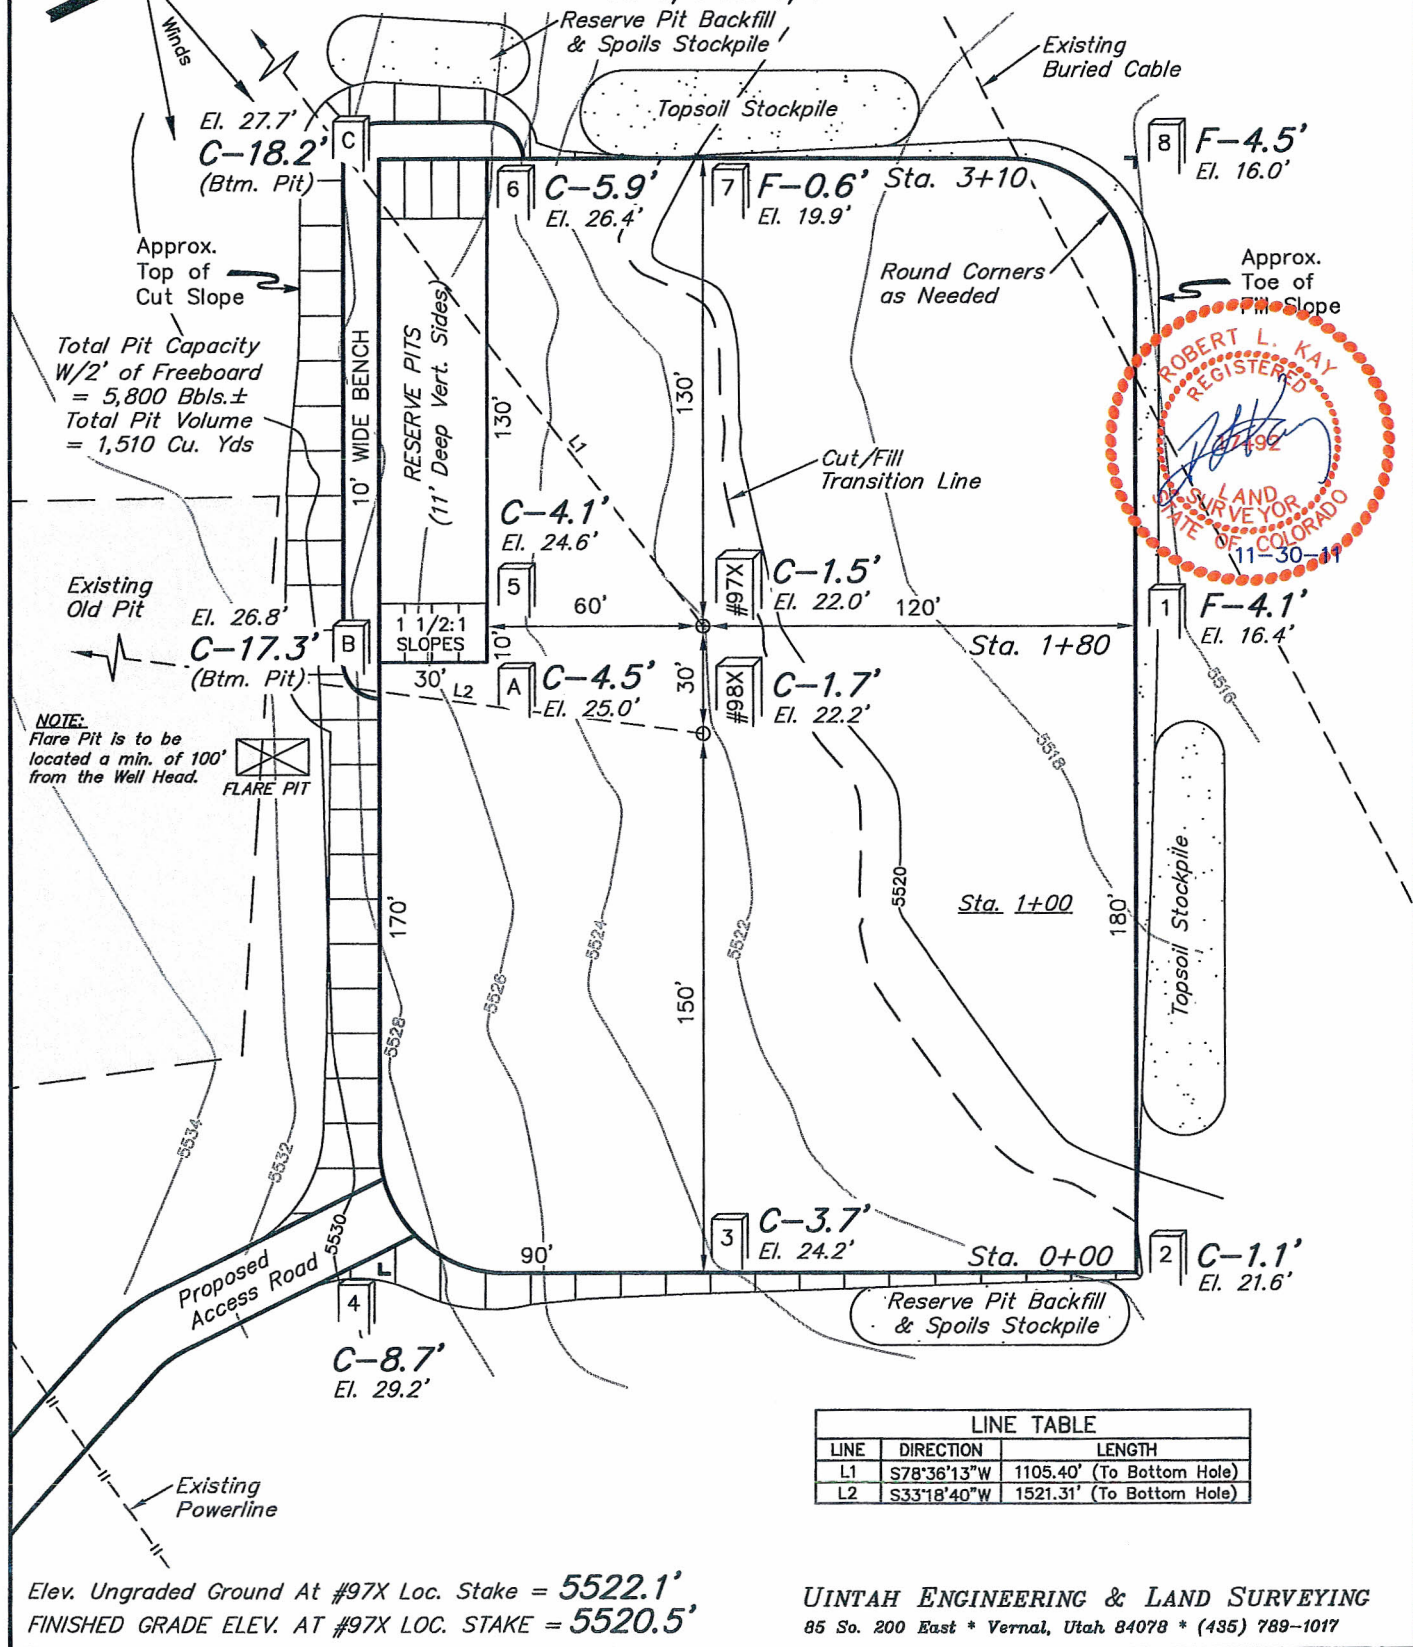 Winds
Reserve Pit Backfill
& Spoils Stockpile
Existing
Buried Cable
Topsoil Stockpile
El. 27.7'
C-18.2'
(Btm. Pit)
C
6
C-5.9'
El. 26.4'
7
F-0.6'
El. 19.9'
Sta. 3+10
8
F-4.5'
El. 16.0'
Approx.
Top of
Cut Slope
Round Corners
as Needed
Approx.
Toe of
Fill Slope
Total Pit Capacity
W/2' of Freeboard
= 5,800 Bbls.±
Total Pit Volume
= 1,510 Cu. Yds
10' WIDE BENCH
RESERVE PITS
(11' Deep Vert. Sides)
130'
L1
130'
Cut/Fill
Transition Line
ROBERT L. KAY
REGISTERED
LAND
SURVEYOR
STATE OF COLORADO
11-30-11
C-4.1'
El. 24.6'
5
60'
#97X
C-1.5'
El. 22.0'
120'
Sta. 1+80
1
F-4.1'
El. 16.4'
Existing
Old Pit
El. 26.8'
C-17.3'
(Btm. Pit)
B
1 1/2:1
SLOPES
10'
30'
L2
A
C-4.5'
El. 25.0'
30'
#98X
C-1.7'
El. 22.2'
5516
5518
NOTE:
Flare Pit is to be
located a min. of 100'
from the Well Head.
FLARE PIT
170'
5528
5526
5524
150'
5522
5520
Sta. 1+00
180'
Topsoil Stockpile
5534
5532
5530
Proposed
Access Road
90'
3
C-3.7'
El. 24.2'
Sta. 0+00
2
C-1.1'
El. 21.6'
Reserve Pit Backfill
& Spoils Stockpile
4
C-8.7'
El. 29.2'
Existing
Powerline
LINE TABLE
LINE DIRECTION LENGTH
L1 S78°36'13"W 1105.40' (To Bottom Hole)
L2 S33°18'40"W 1521.31' (To Bottom Hole)
Elev. Ungraded Ground At #97X Loc. Stake = 5522.1'
FINISHED GRADE ELEV. AT #97X LOC. STAKE = 5520.5'
UINTAH ENGINEERING & LAND SURVEYING
85 So. 200 East * Vernal, Utah 84078 * (435) 789-1017